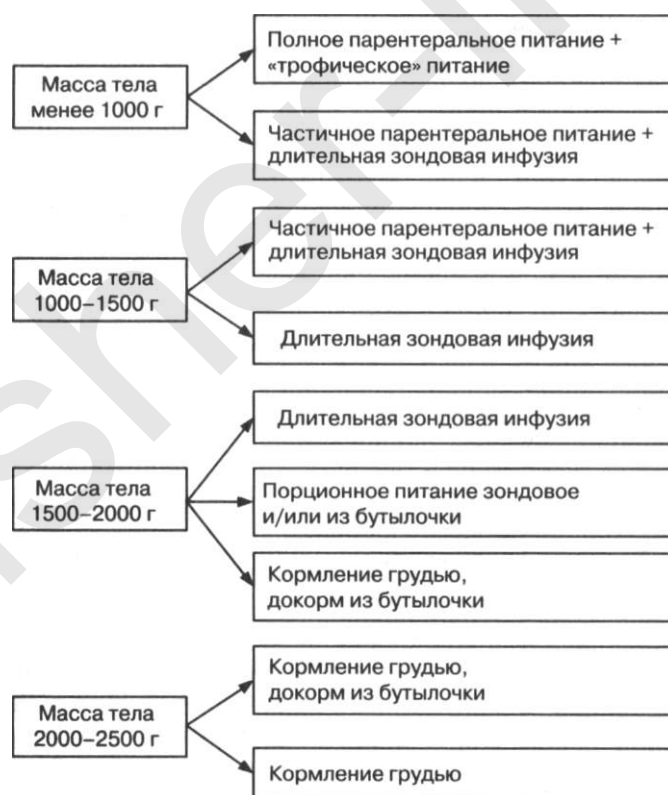 Масса тела
менее 1000 г
Полное парентеральное питание +
«трофическое» питание
Частичное парентеральное питание +
длительная зондовая инфузия
Масса тела
1000–1500 г
Частичное парентеральное питание +
длительная зондовая инфузия
Длительная зондовая инфузия
Масса тела
1500–2000 г
Длительная зондовая инфузия
Порционное питание зондовое
и/или из бутылочки
Кормление грудью,
докорм из бутылочки
Масса тела
2000–2500 г
Кормление грудью,
докорм из бутылочки
Кормление грудью